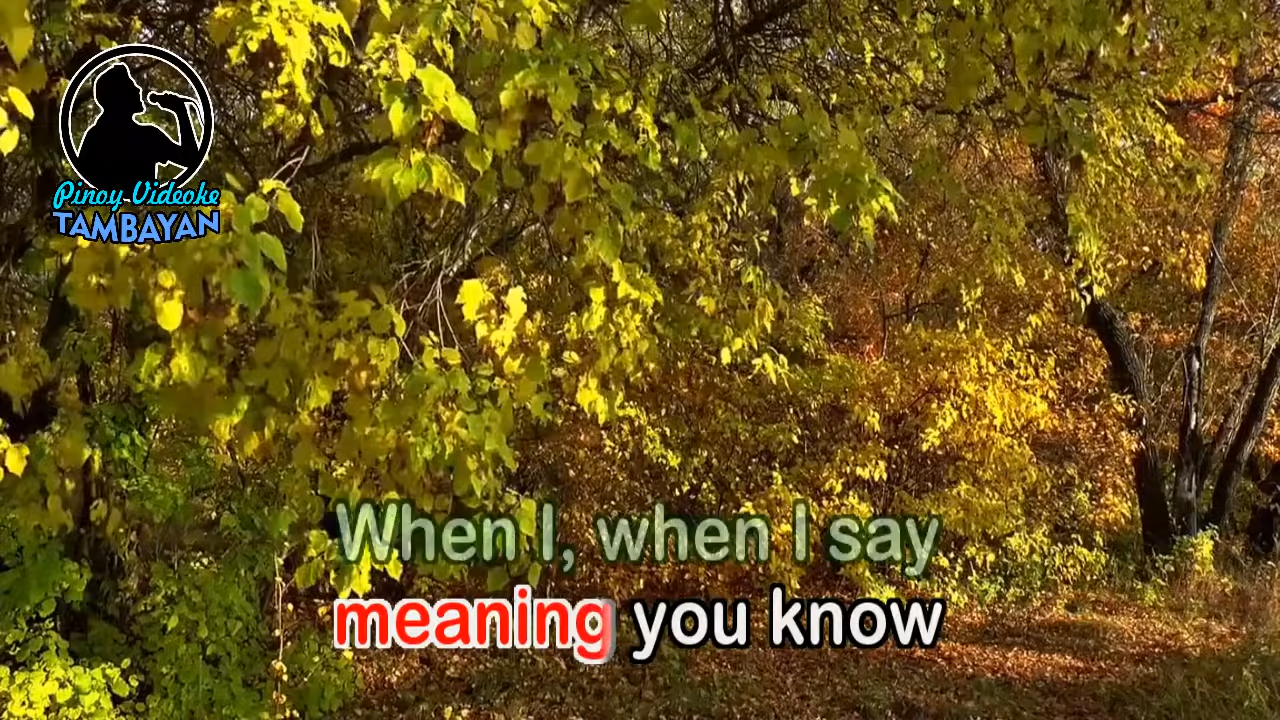 Pinoy Videoke
TAMBAYAN
When I, when I say
meaning you know